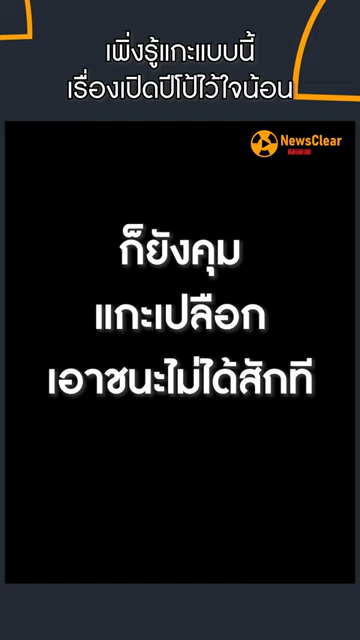 เพิ่งรู้แกะแบบนี้
เรื่องเปิดปีโป้ไว้ใจน้อน
NewsClear
ก็ยังคุม
แกะเปลือก
เอาชนะไม่ได้สักที